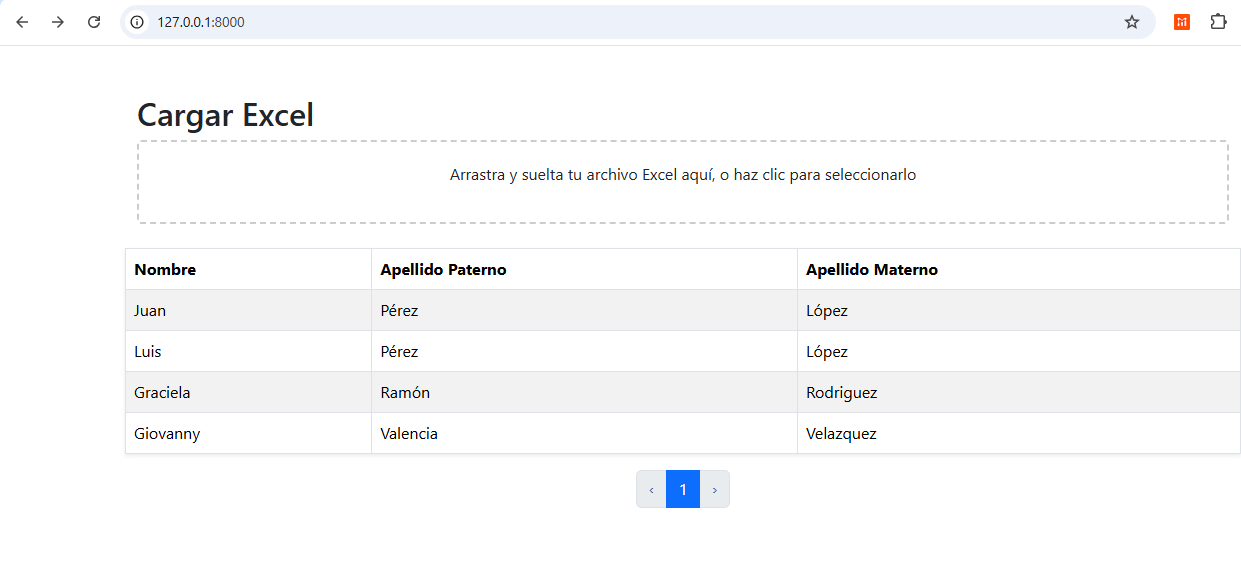 127.0.0.1:8000
Cargar Excel
Arrastra y suelta tu archivo Excel aquí, o haz clic para seleccionarlo
Nombre Apellido Paterno Apellido Materno
Juan Pérez López
Luis Pérez López
Graciela Ramón Rodriguez
Giovanny Valencia Velazquez
‹ 1 ›